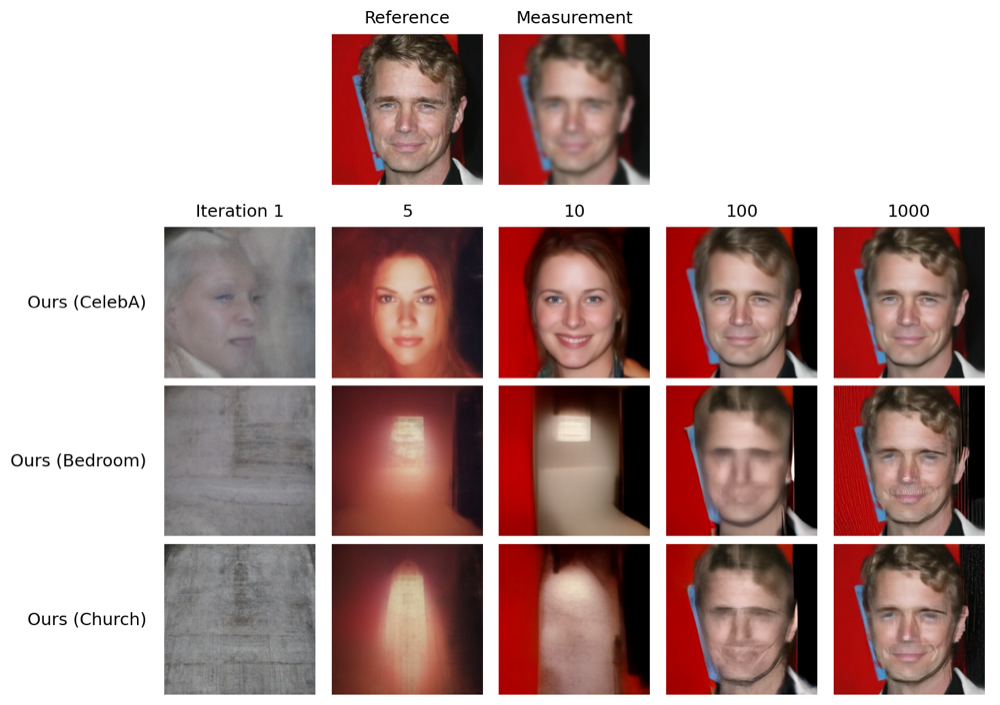 Reference Measurement
Iteration 1 5 10 100 1000
Ours (CelebA)
Ours (Bedroom)
Ours (Church)